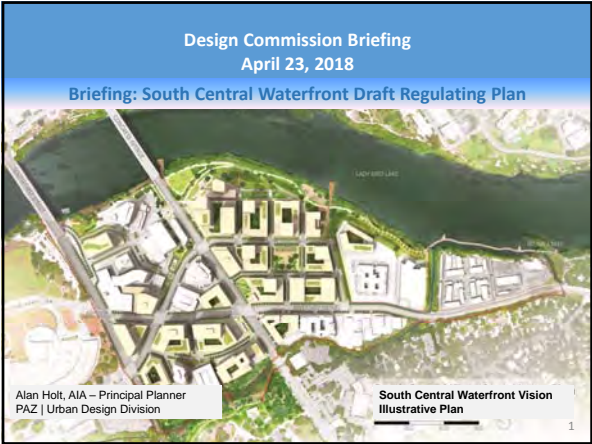 Design Commission Briefing
April 23, 2018
Briefing: South Central Waterfront Draft Regulating Plan
LADY BIRD LAKE
Alan Holt, AIA – Principal Planner
PAZ | Urban Design Division
South Central Waterfront Vision
Illustrative Plan
1